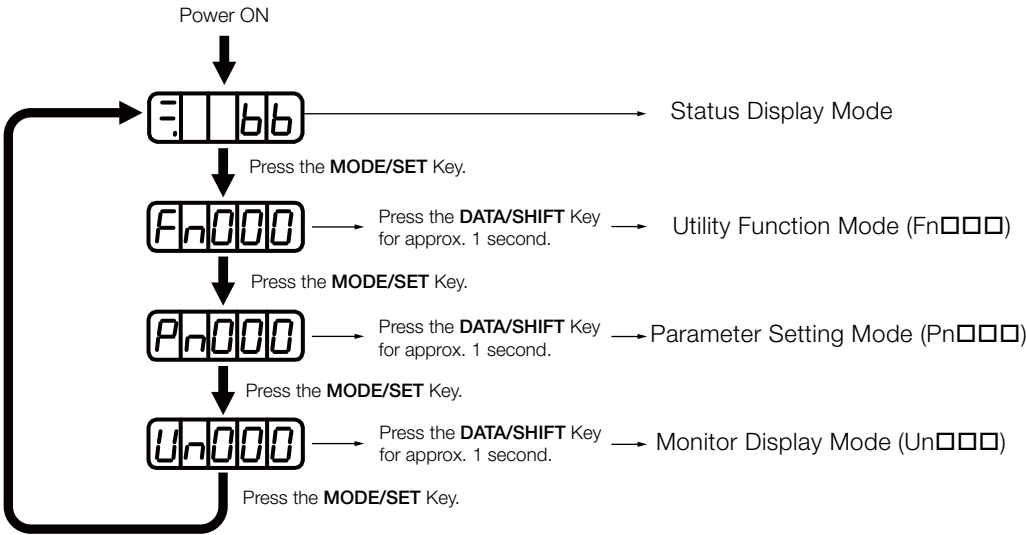 Power ON
bb
Status Display Mode
Press the MODE/SET Key.
Fn000
Press the DATA/SHIFT Key
for approx. 1 second.
Utility Function Mode (Fn□□□)
Press the MODE/SET Key.
Pn000
Press the DATA/SHIFT Key
for approx. 1 second.
Parameter Setting Mode (Pn□□□)
Press the MODE/SET Key.
Un000
Press the DATA/SHIFT Key
for approx. 1 second.
Monitor Display Mode (Un□□□)
Press the MODE/SET Key.